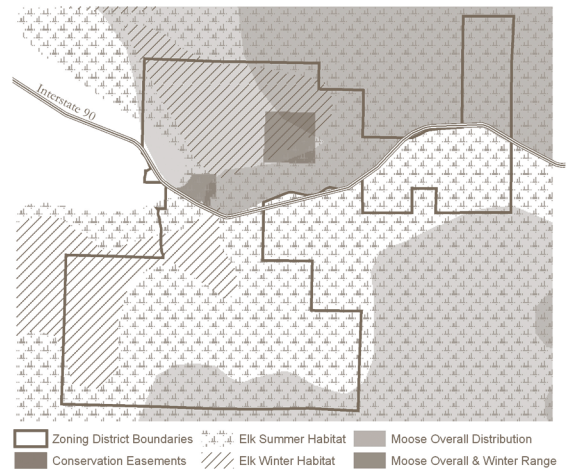 Interstate 90
Zoning District Boundaries
Elk Summer Habitat
Moose Overall Distribution
Conservation Easements
Elk Winter Habitat
Moose Overall & Winter Range